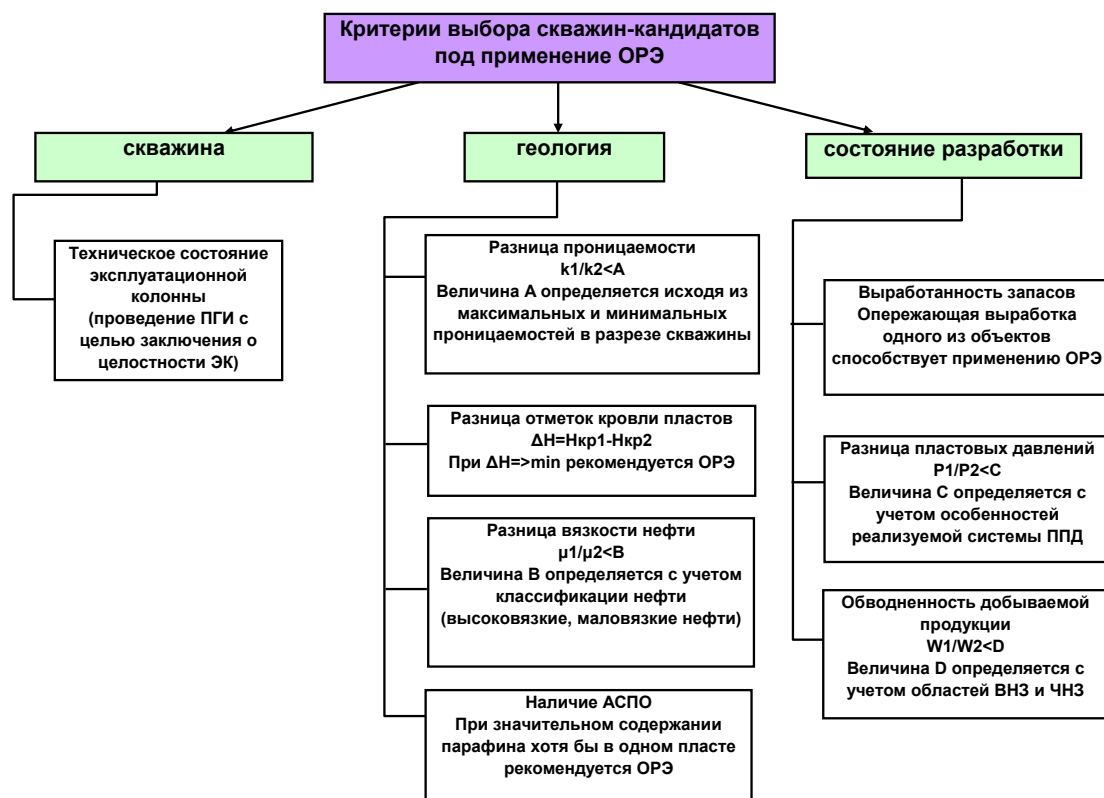 Критерии выбора скважин-кандидатов
под применение ОРЭ
скважина
геология
состояние разработки
Техническое состояние
эксплуатационной
колонны
(проведение ПГИ с
целью заключения о
целостности ЭК)
Разница проницаемости
k1/k2<A
Величина А определяется исходя из
максимальных и минимальных
проницаемостей в разрезе скважины
Разница отметок кровли пластов
ΔH=Нкр1-Нкр2
При ΔH=>min рекомендуется ОРЭ
Разница вязкости нефти
μ1/μ2<В
Величина В определяется с учетом
классификации нефти
(высоковязкие, маловязкие нефти)
Наличие АСПО
При значительном содержании
парафина хотя бы в одном пласте
рекомендуется ОРЭ
Выработанность запасов
Опережающая выработка
одного из объектов
способствует применению ОРЭ
Разница пластовых давлений
P1/P2<C
Величина С определяется с
учетом особенностей
реализуемой системы ППД
Обводненность добываемой
продукции
W1/W2<D
Величина D определяется с
учетом областей ВНЗ и ЧНЗ